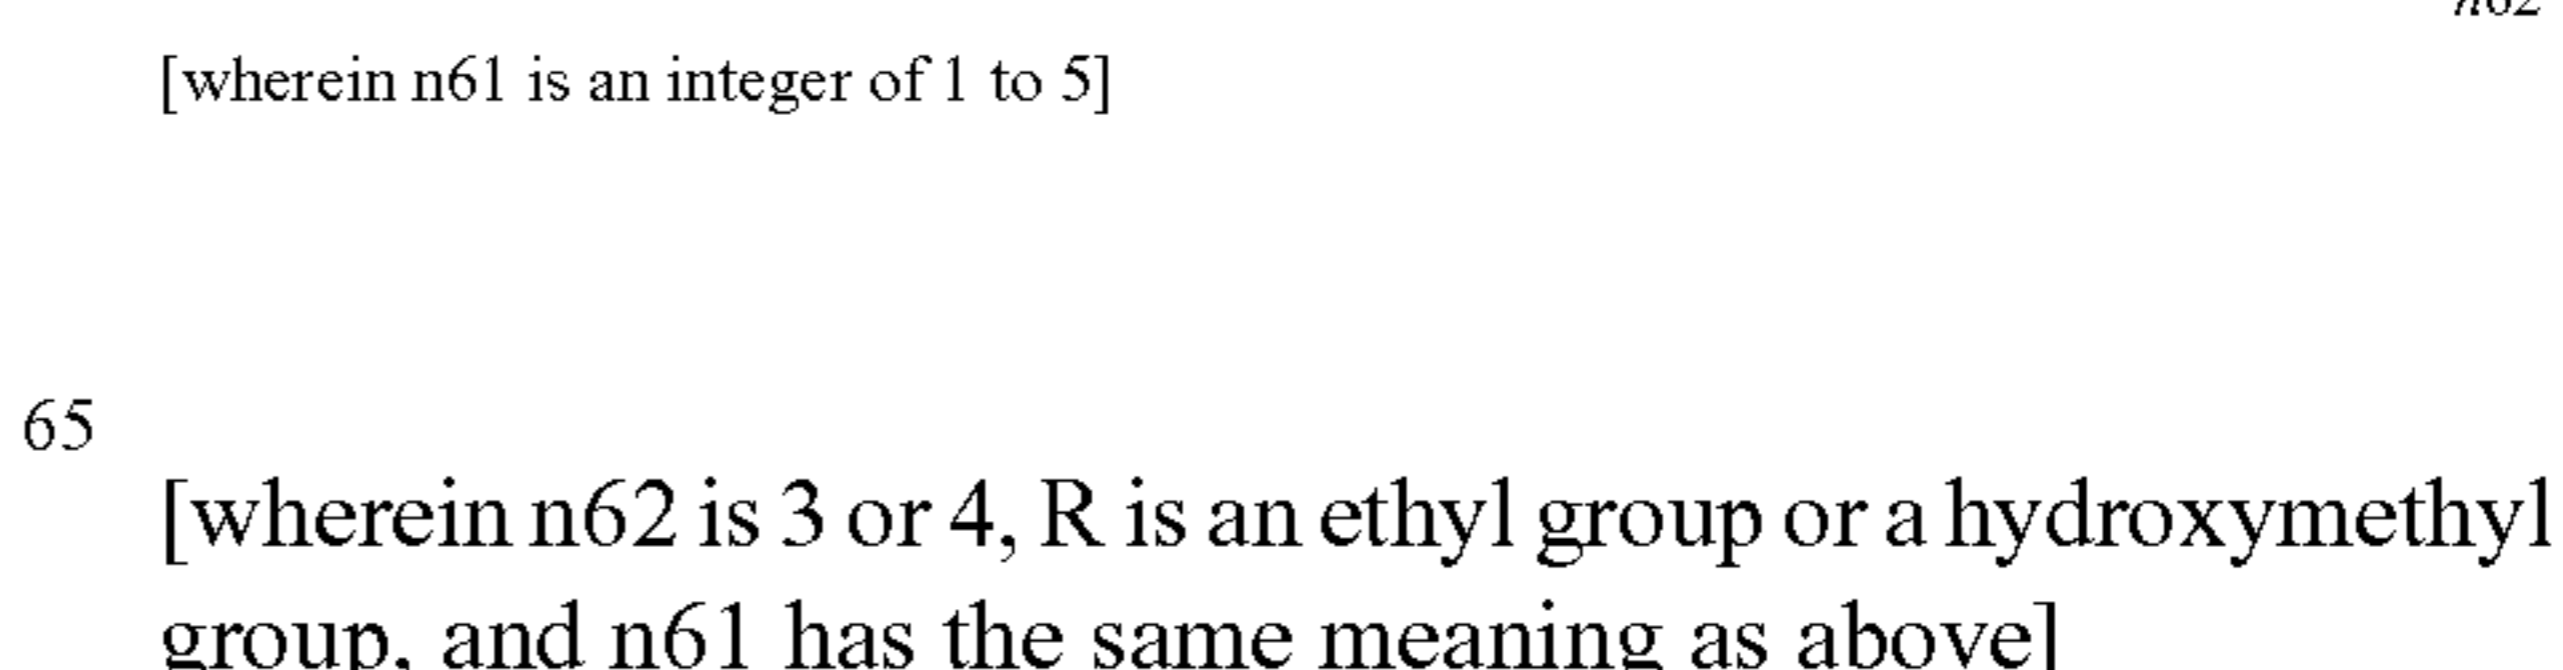 n62
[wherein n61 is an integer of 1 to 5]
65
[wherein n62 is 3 or 4, R is an ethyl group or a hydroxymethyl
group, and n61 has the same meaning as above]